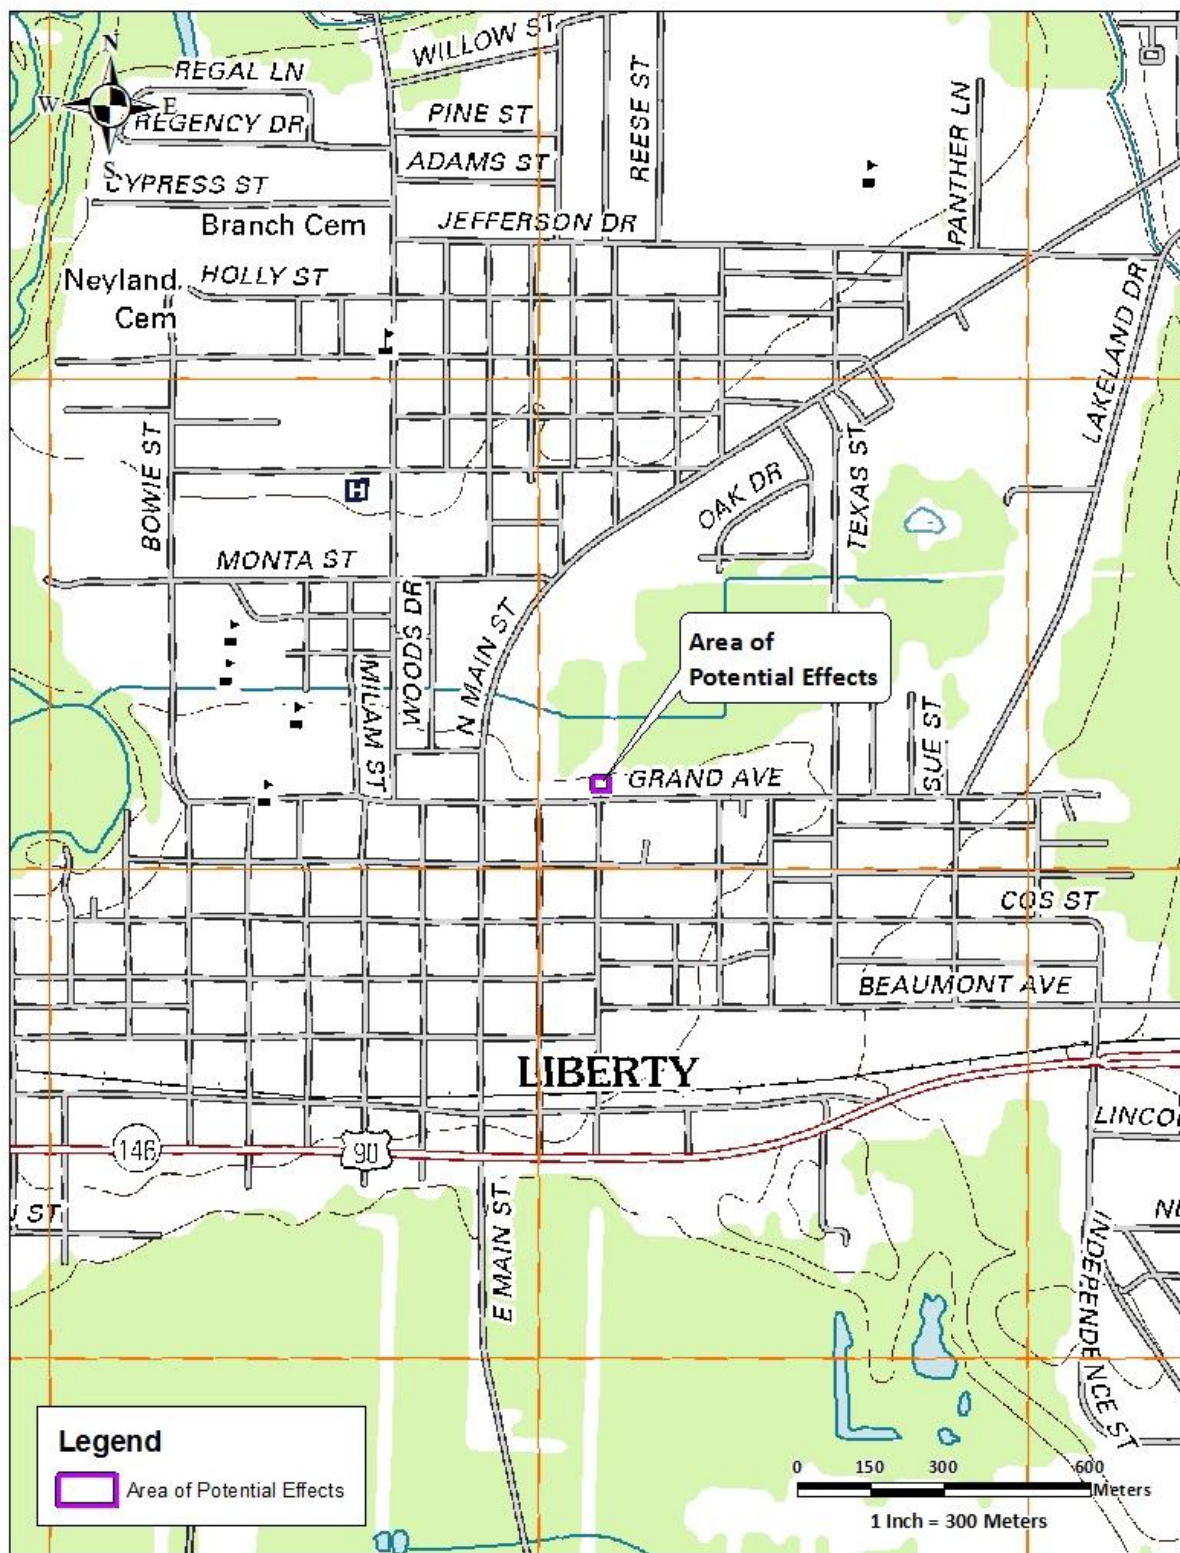 WILLOW ST
N
REGAL LN
W
E
REGENCY DR
PINE ST
REESE ST
PANTHER LN
ADAMS ST
S
CYPRESS ST
Branch Cem
JEFFERSON DR
Neyland
Cem
HOLLY ST
LAKELAND DR
BOWIE ST
H
OAK DR
TEXAS ST
MONTA ST
WOODS DR
N MAIN ST
MILAM ST
Area of
Potential Effects
SUE ST
GRAND AVE
COS ST
BEAUMONT AVE
LIBERTY
LINCOL
146
90
ST
E MAIN ST
INDEPENDENCE ST
Legend
Area of Potential Effects
0 150 300 600
Meters
1 Inch = 300 Meters